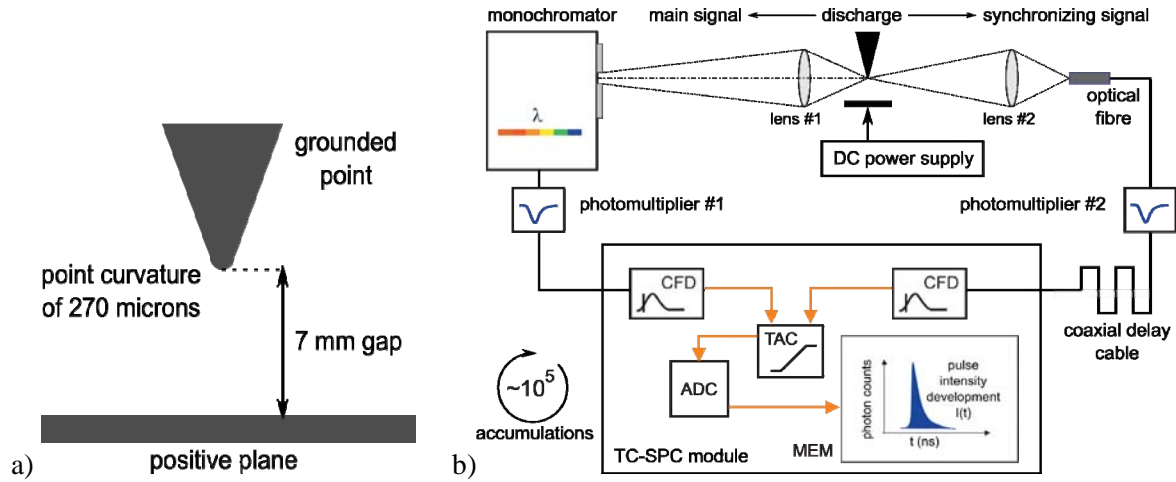 grounded
point
point curvature
of 270 microns
7 mm gap
positive plane
a)
monochromator
main signal
discharge
synchronizing signal
λ
lens #1
lens #2
optical
fibre
DC power supply
photomultiplier #1
photomultiplier #2
CFD
CFD
TAC
ADC
coaxial delay
cable
~10⁵
accumulations
photon counts
pulse
intensity
development
I(t)
t (ns)
MEM
TC-SPC module
b)